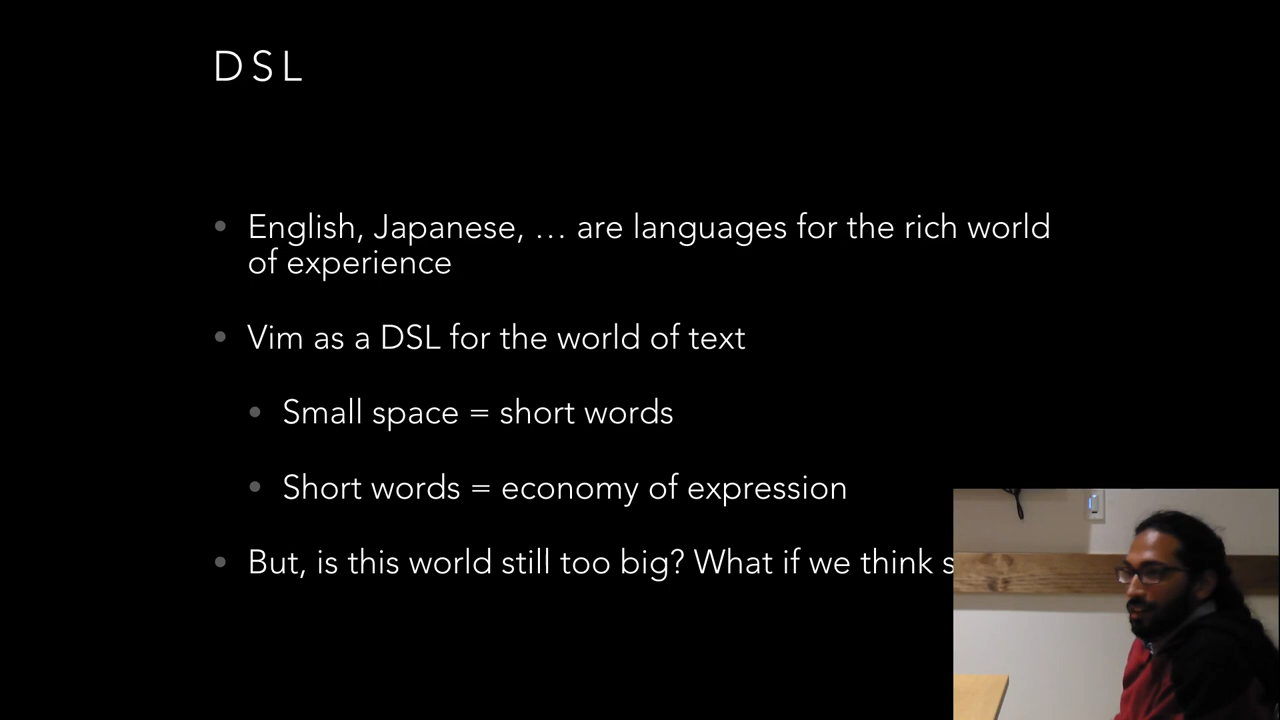 DSL
• English, Japanese, … are languages for the rich world
of experience
• Vim as a DSL for the world of text
• Small space = short words
• Short words = economy of expression
• But, is this world still too big? What if we think